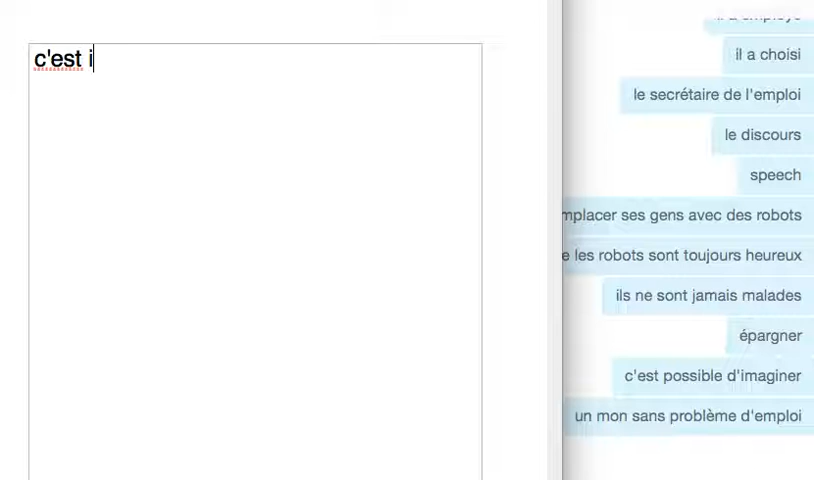 c'est i
il a choisi
le secrétaire de l'emploi
le discours
speech
ses gens avec des robots
les robots sont toujours heureux
ils ne sont jamais malades
épargner
c'est possible d'imaginer
un mon sans problème d'emploi